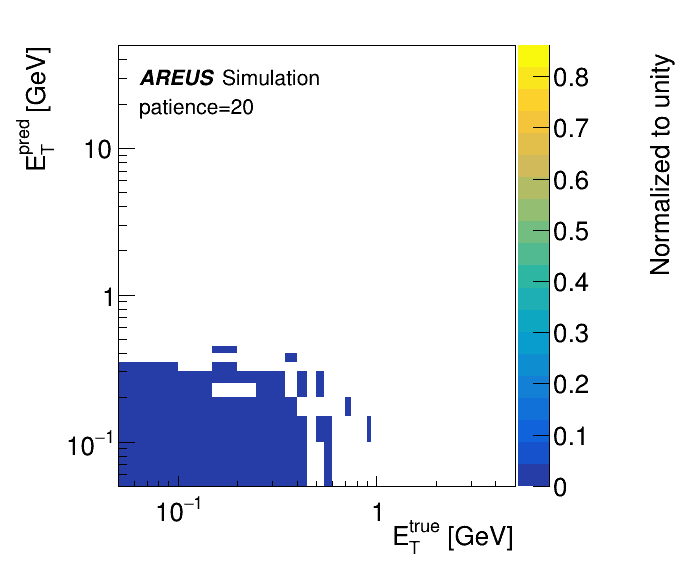 AREUS Simulation
patience=20
E_T^pred [GeV]
10
1
10^−1
10^−1
1
E_T^true [GeV]
0.8
0.7
0.6
0.5
0.4
0.3
0.2
0.1
0
Normalized to unity